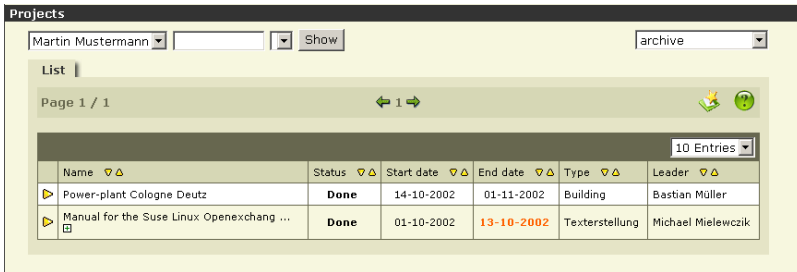 Projects
Martin Mustermann Show archive
List
Page 1 / 1 1
10 Entries
Name Status Start date End date Type Leader
Power-plant Cologne Deutz Done 14-10-2002 01-11-2002 Building Bastian Müller
Manual for the Suse Linux Openexchang ... Done 01-10-2002 13-10-2002 Texterstellung Michael Mielewczik